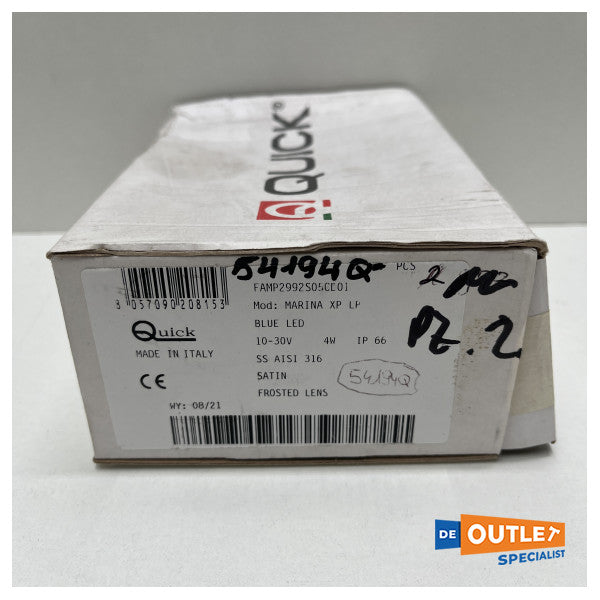 QUICK®
54194Q
PCS
2
FAMP2992S05CE01
Mod: MARINA XP LP
PZ.2
8 057090 208153
Quick
BLUE LED
10-30V 4W IP 66
MADE IN ITALY
SS AISI 316
CE
SATIN
54194Q
FROSTED LENS
WY: 08/21
DE OUTLET
SPECIALIST